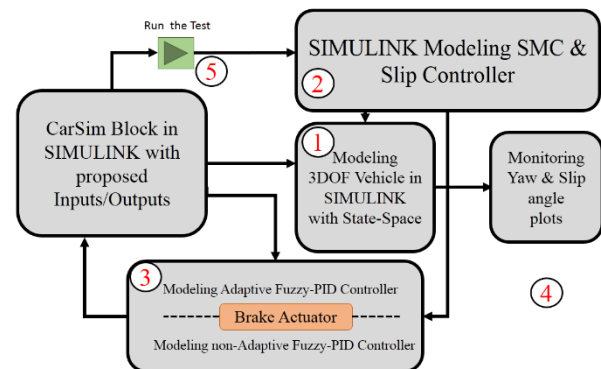 Run the Test
5
SIMULINK Modeling SMC &
Slip Controller
2
CarSim Block in
SIMULINK with
proposed
Inputs/Outputs
1
Modeling
3DOF Vehicle in
SIMULINK
with State-Space
Monitoring
Yaw & Slip
angle
plots
3
Modeling Adaptive Fuzzy-PID Controller
Brake Actuator
Modeling non-Adaptive Fuzzy-PID Controller
4